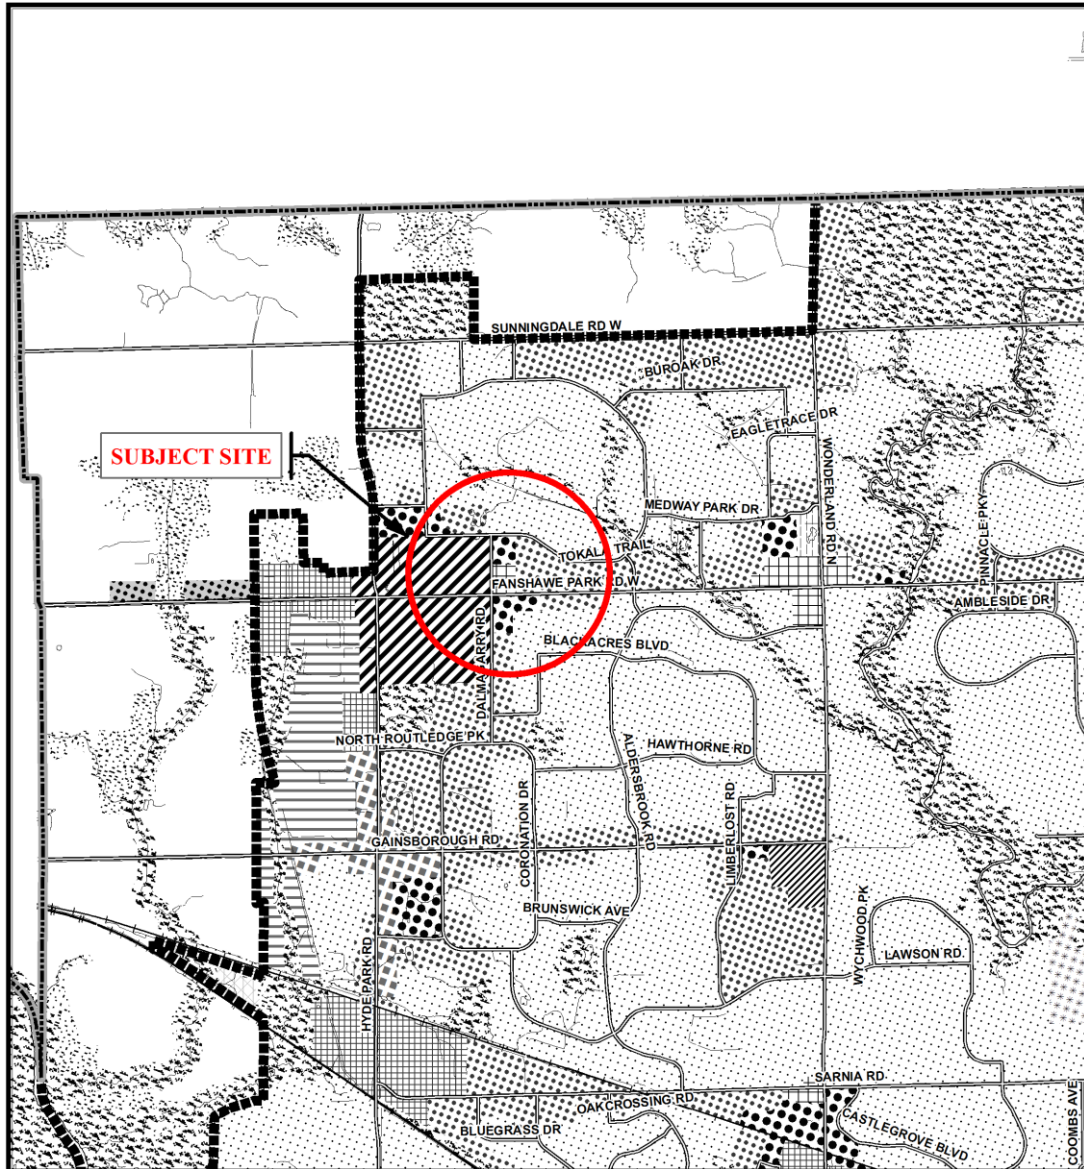 SUNNINGDALE RD W
BUROAK DR
EAGLETRACE DR
SUBJECT SITE
WONDERLAND RD N
MEDWAY PARK DR
PINNACLE PKY
TOKALA TRAIL
FANSHAWE PARK RD W
AMBLESIDE DR
DALMAGARRY RD
BLACKACRES BLVD
NORTH ROUTLEDGE PK
HAWTHORNE RD
ALDERSBROOK RD
CORONATION DR
GAINSBOROUGH RD
LIMBERLOST RD
BRUNSWICK AVE
WYCHWOOD PK
LAWSON RD
HYDE PARK RD
SARNIA RD
OAKCROSSING RD
BLUEGRASS DR
CASTLEGROVE BLVD
COOMBS AVE